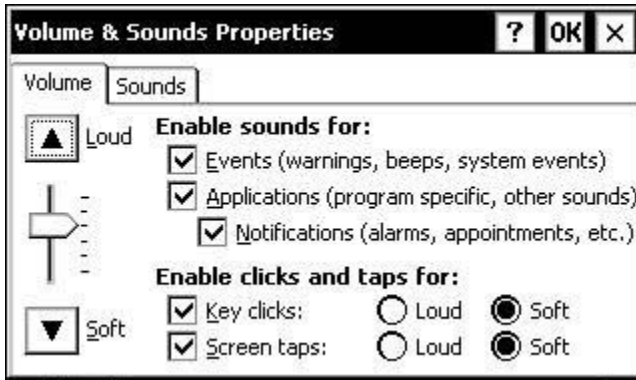 Volume & Sounds Properties ? OK ×
Volume Sounds
Loud
Enable sounds for:
Events (warnings, beeps, system events)
Applications (program specific, other sounds)
Notifications (alarms, appointments, etc.)
Enable clicks and taps for:
Key clicks: Loud Soft
Soft
Screen taps: Loud Soft